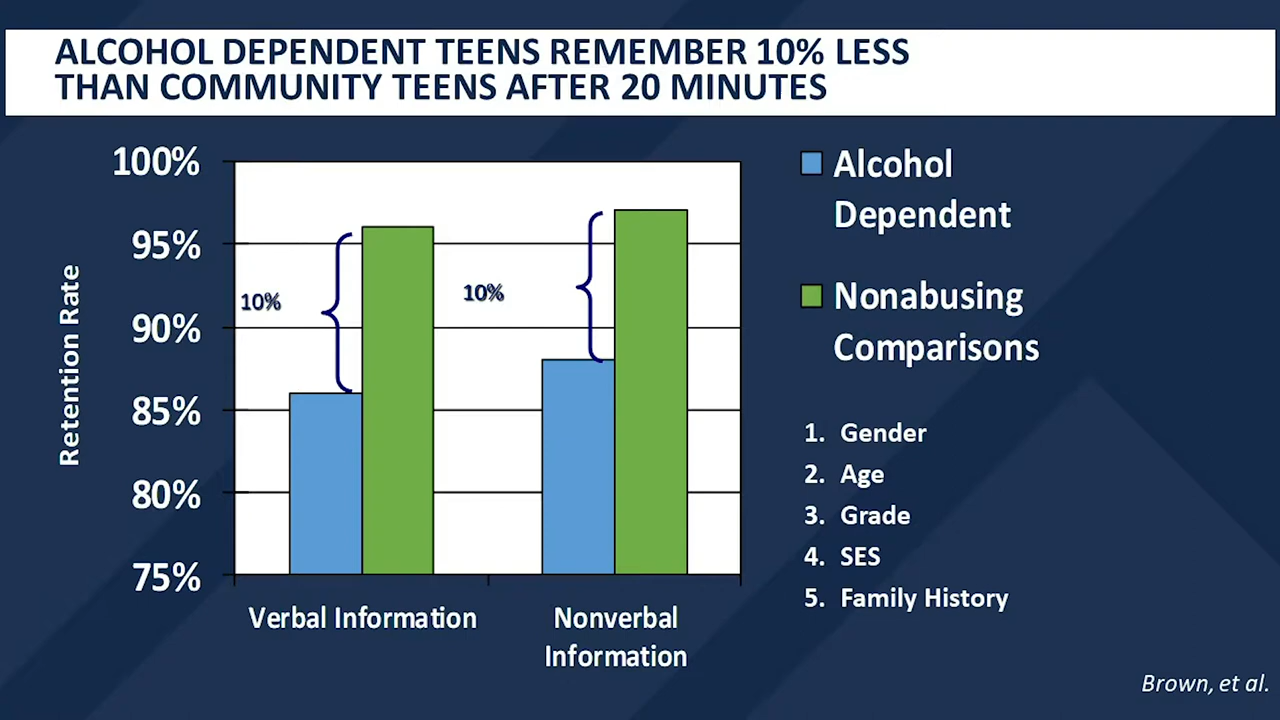 ALCOHOL DEPENDENT TEENS REMEMBER 10% LESS
THAN COMMUNITY TEENS AFTER 20 MINUTES
100%
95%
90%
85%
80%
75%
Retention Rate
10%
10%
Verbal Information
Nonverbal
Information
Alcohol
Dependent
Nonabusing
Comparisons
1. Gender
2. Age
3. Grade
4. SES
5. Family History
Brown, et al.